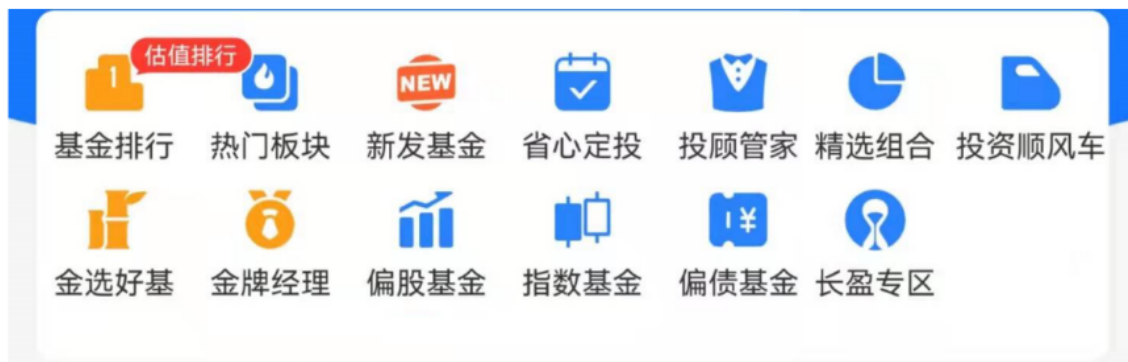 估值排行
1
NEW
基金排行 热门板块 新发基金 省心定投 投顾管家 精选组合 投资顺风车
¥
金选好基 金牌经理 偏股基金 指数基金 偏债基金 长盈专区